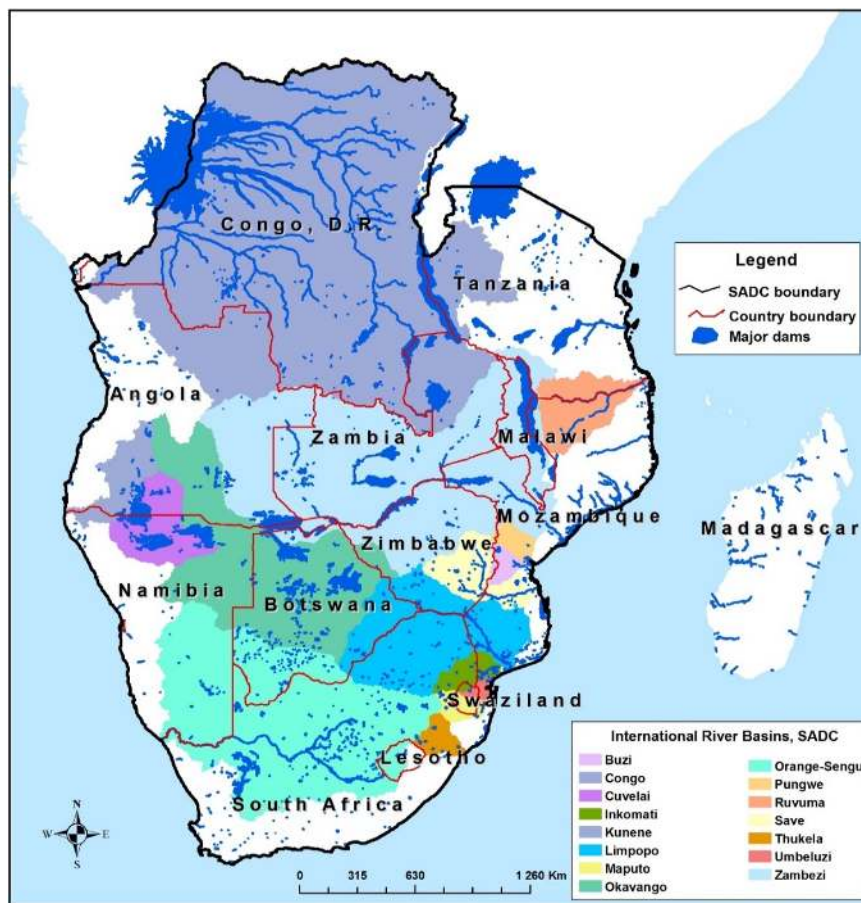 Congo, D.R.
Tanzania
Angola
Zambia
Malawi
Mozambique
Zimbabwe
Madagascar
Namibia
Botswana
Swaziland
Lesotho
South Africa
Legend
SADC boundary
Country boundary
Major dams
N
W E
S
0 315 630 1 260 Km
International River Basins, SADC
Buzi
Congo
Cuvelai
Inkomati
Kunene
Limpopo
Maputo
Okavango
Orange-Sengu
Pungwe
Ruvuma
Save
Thukela
Umbeluzi
Zambezi